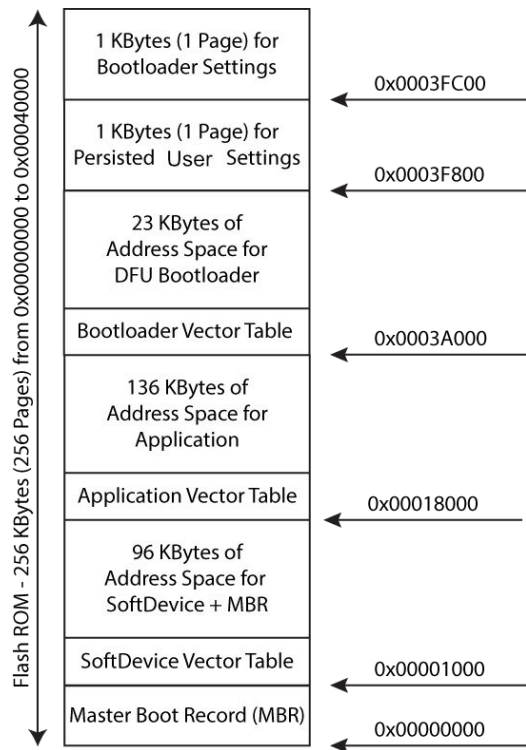 Flash ROM - 256 KBytes (256 Pages) from 0x00000000 to 0x00040000
1 KBytes (1 Page) for
Bootloader Settings
0x0003FC00
1 KBytes (1 Page) for
Persisted User Settings
0x0003F800
23 KBytes of
Address Space for
DFU Bootloader
Bootloader Vector Table
0x0003A000
136 KBytes of
Address Space for
Application
Application Vector Table
0x00018000
96 KBytes of
Address Space for
SoftDevice + MBR
SoftDevice Vector Table
0x00001000
Master Boot Record (MBR)
0x00000000